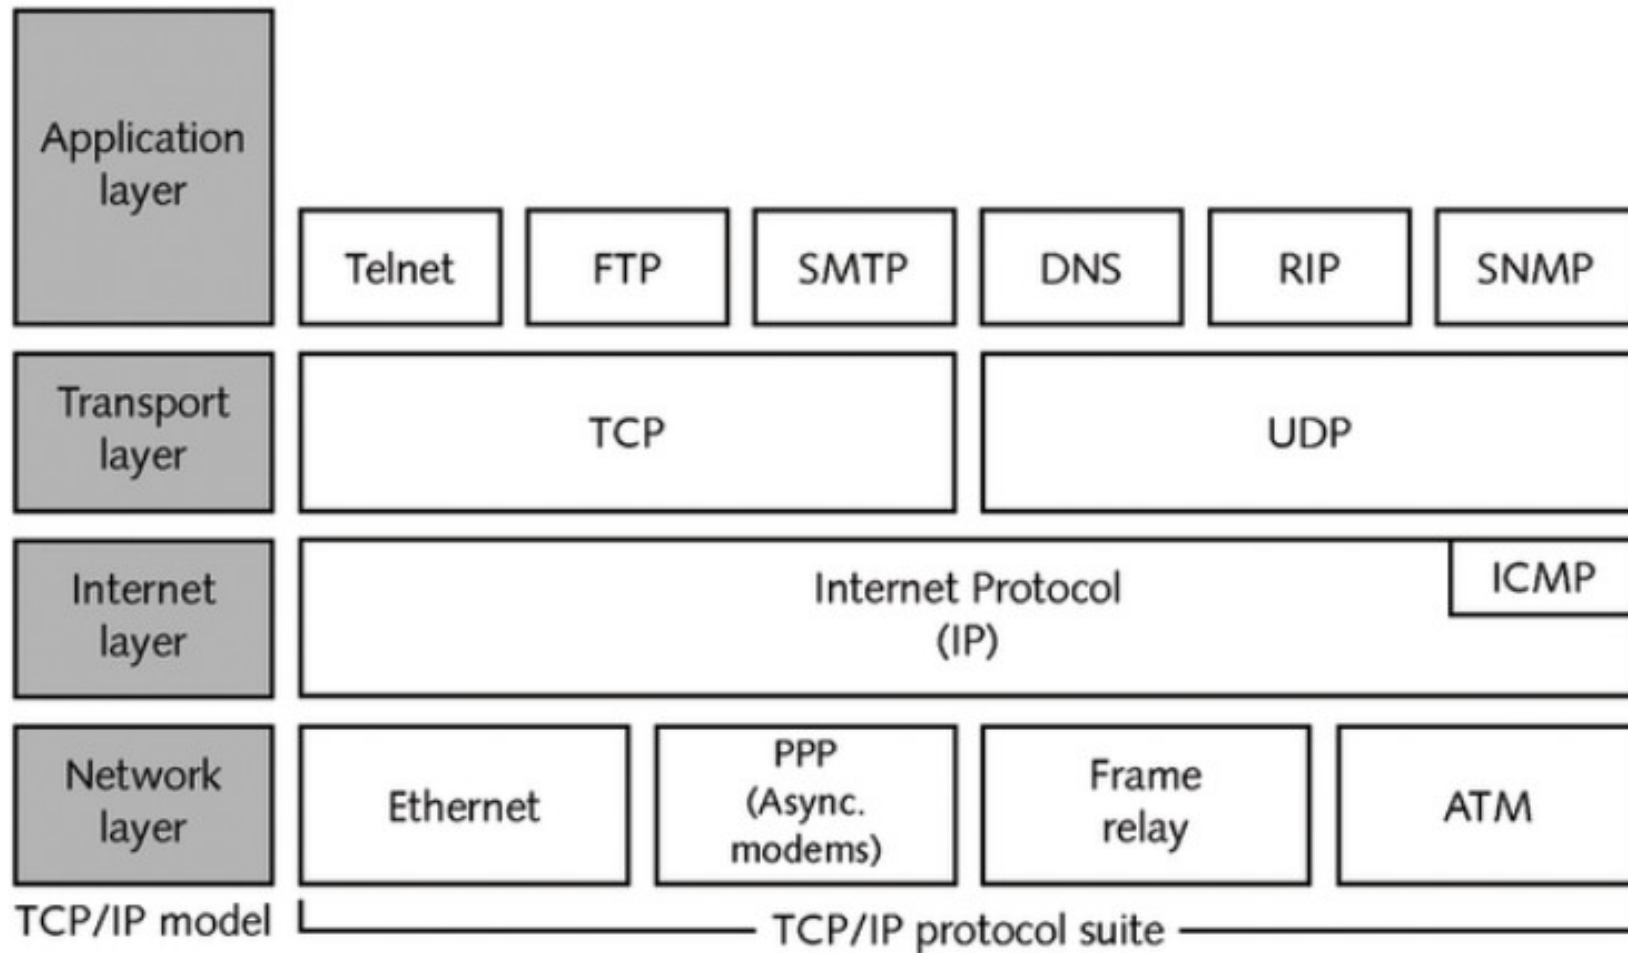 Application
layer
Telnet
FTP
SMTP
DNS
RIP
SNMP
Transport
layer
TCP
UDP
Internet
layer
Internet Protocol
(IP)
ICMP
Network
layer
Ethernet
PPP
(Async.
modems)
Frame
relay
ATM
TCP/IP model
TCP/IP protocol suite